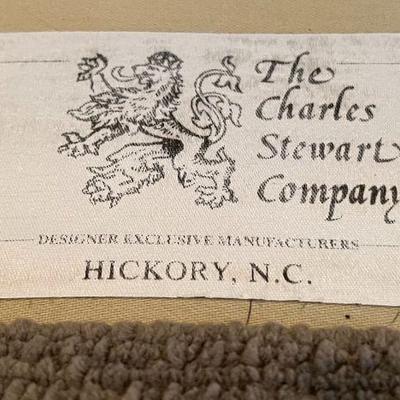 The
Charles
Stewart
Company
DESIGNER EXCLUSIVE MANUFACTURERS
HICKORY, N.C.